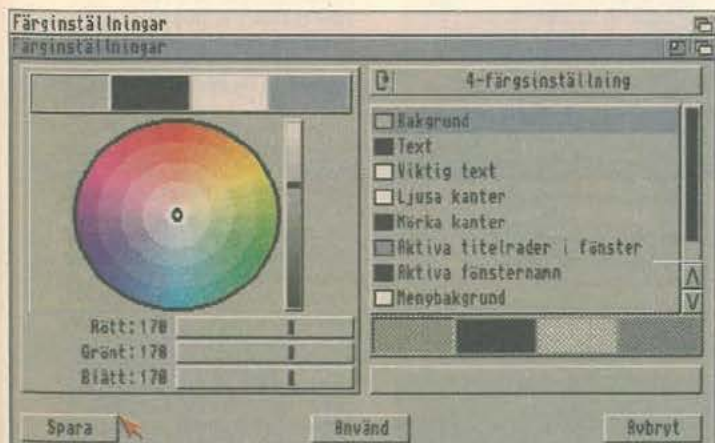 Färginställningar
Färginställningar
4-färgsinställning
Bakgrund
Text
Viktig text
Ljusa kanter
Mörka kanter
Aktiva titelrader i fönster
Aktiva fönsternamn
Menybakgrund
Rött:170
Grönt:170
Blått:170
Spara
Använd
Avbryt